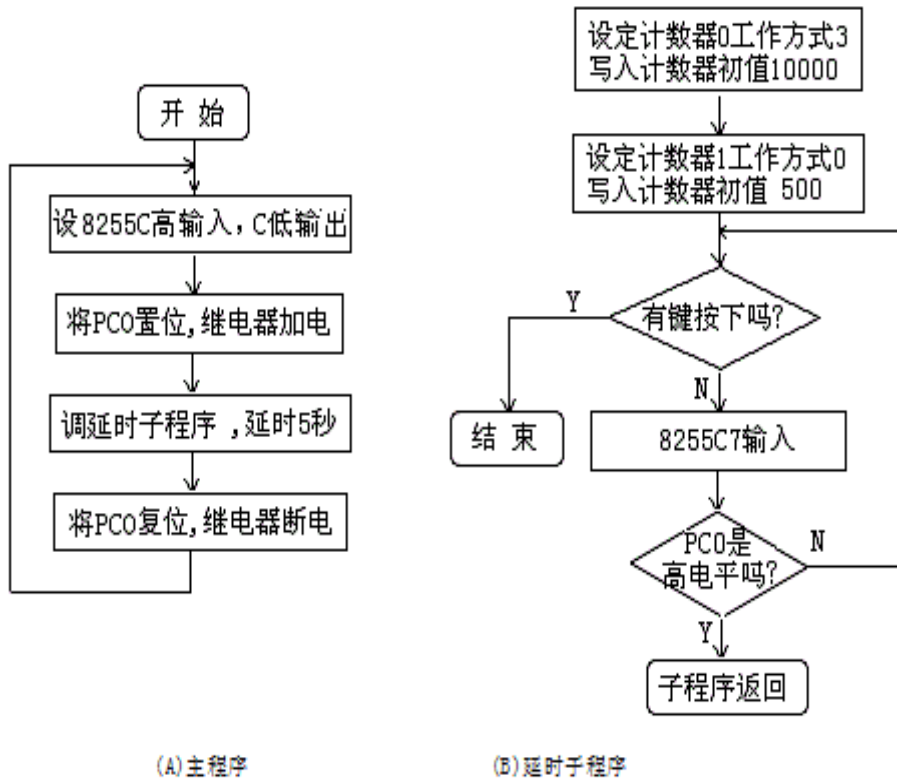 开 始
设8255C高输入，C低输出
将PC0置位,继电器加电
调延时子程序 ,延时5秒
将PC0复位,继电器断电
(A)主程序
设定计数器0工作方式3
写入计数器初值10000
设定计数器1工作方式0
写入计数器初值 500
有键按下吗?
Y
N
结 束
8255C7输入
PC0是
高电平吗?
N
Y
子程序返回
(B)延时子程序